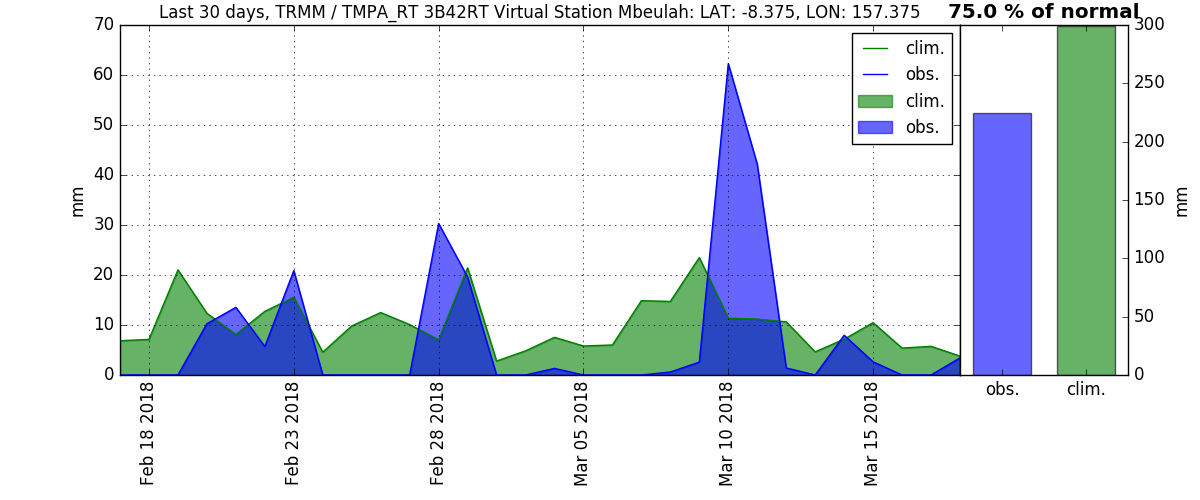 Last 30 days, TRMM / TMPA_RT 3B42RT Virtual Station Mbeulah: LAT: -8.375, LON: 157.375
75.0 % of normal
70
60
50
40
30
20
10
0
mm
clim.
obs.
clim.
obs.
300
250
200
150
100
50
0
mm
Feb 18 2018
Feb 23 2018
Feb 28 2018
Mar 05 2018
Mar 10 2018
Mar 15 2018
obs.
clim.